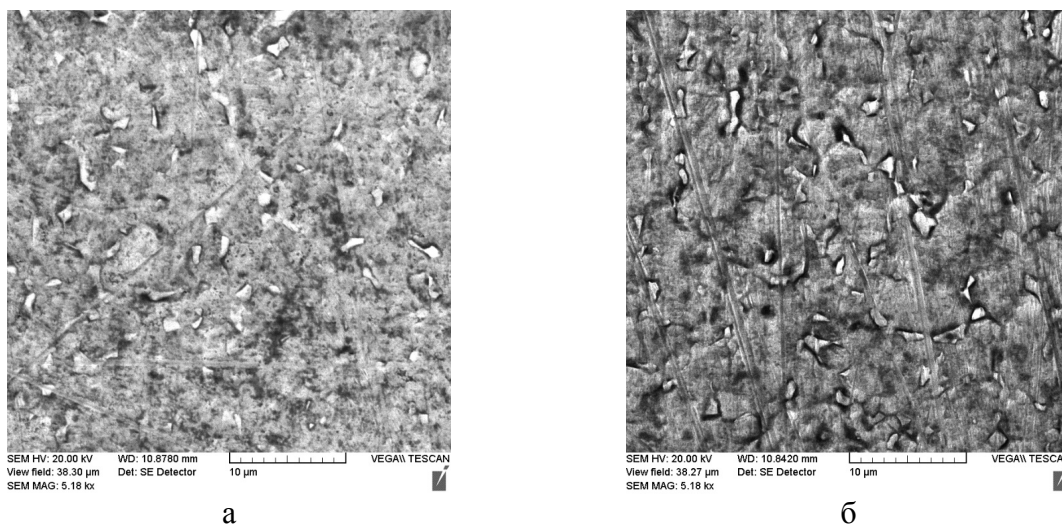 SEM HV: 20.00 kV WD: 10.8780 mm VEGA\\ TESCAN
View field: 38.30 µm Det: SE Detector 10 µm
SEM MAG: 5.18 kx
SEM HV: 20.00 kV WD: 10.8420 mm VEGA\\ TESCAN
View field: 38.27 µm Det: SE Detector 10 µm
SEM MAG: 5.18 kx
а б